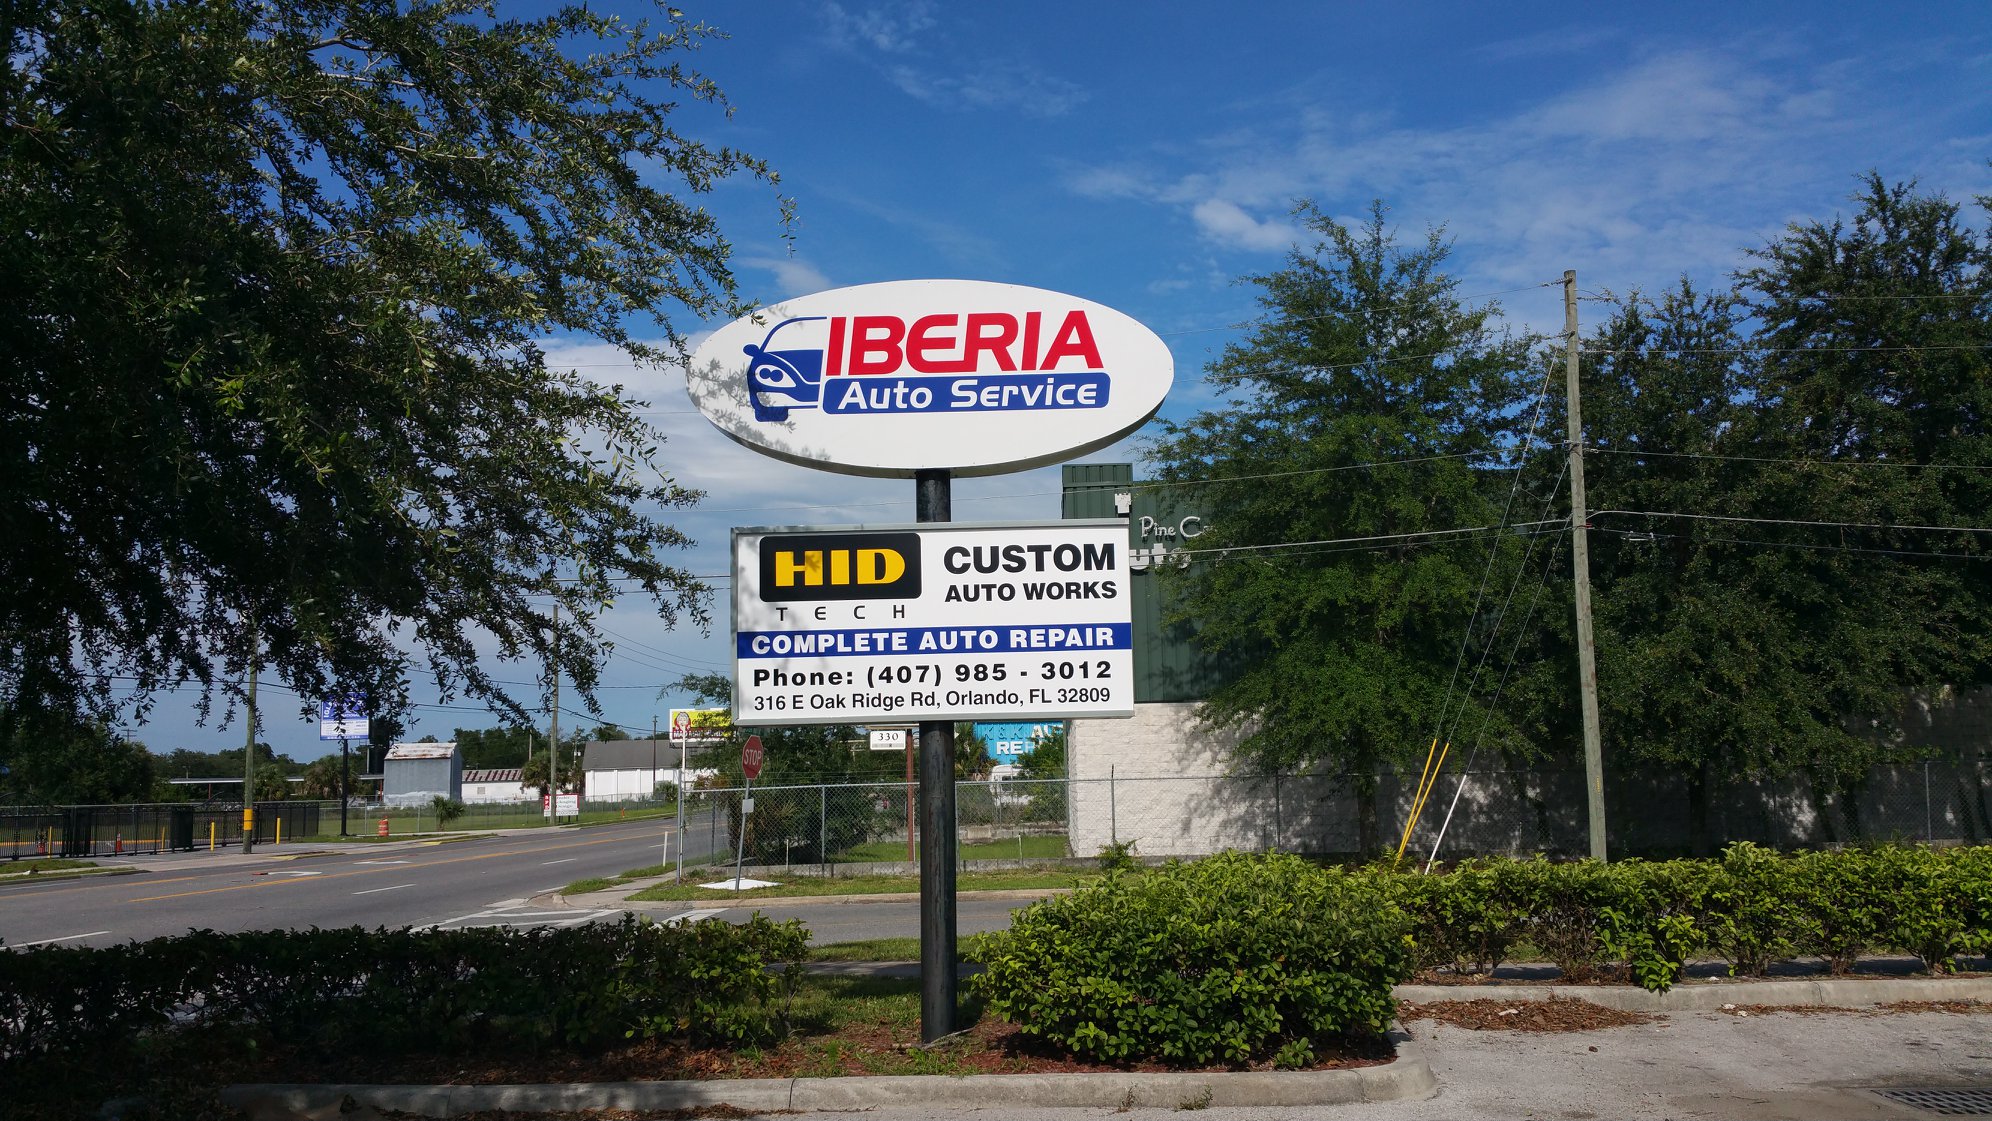 IBERIA
Auto Service
HID
TECH
CUSTOM
AUTO WORKS
COMPLETE AUTO REPAIR
Phone: (407) 985 - 3012
316 E Oak Ridge Rd, Orlando, FL 32809
Pine
330
STOP
K&K